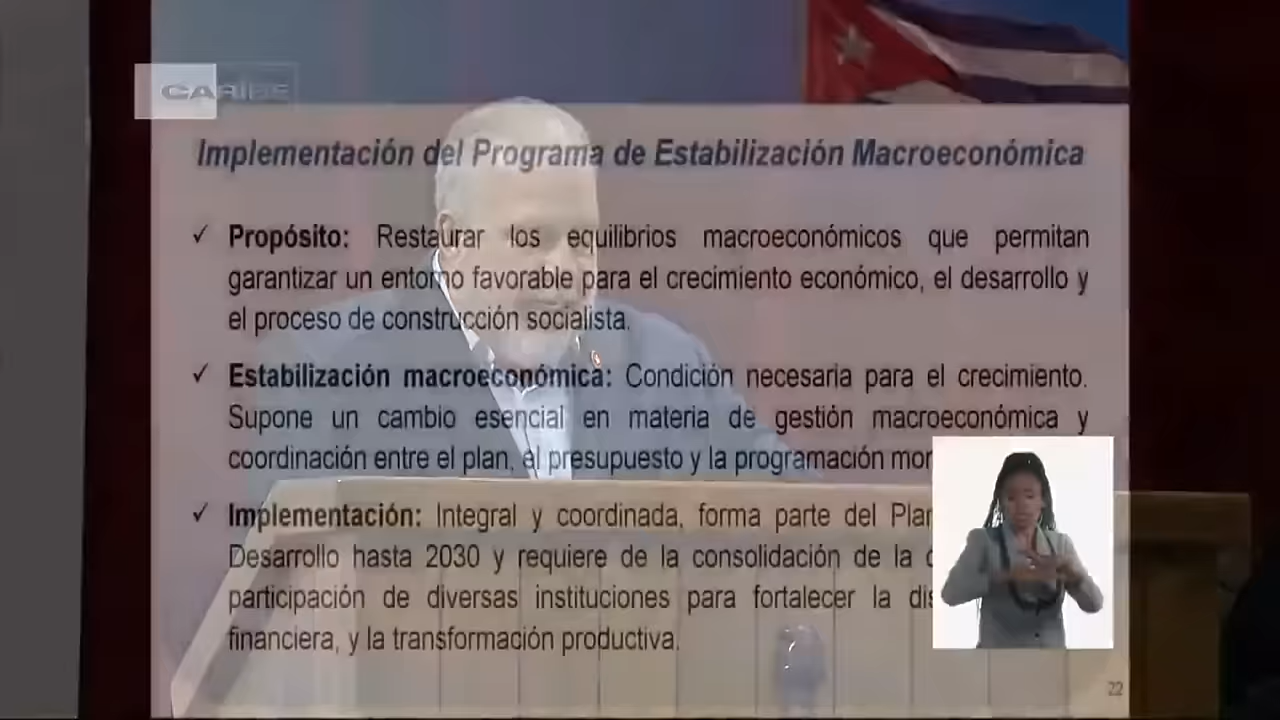 CARIBE
Implementación del Programa de Estabilización Macroeconómica
✓ Propósito: Restaurar los equilibrios macroeconómicos que permitan
garantizar un entorno favorable para el crecimiento económico, el desarrollo y
el proceso de construcción socialista.
✓ Estabilización macroeconómica: Condición necesaria para el crecimiento.
Supone un cambio esencial en materia de gestión macroeconómica y
coordinación entre el plan, el presupuesto y la programación
✓ Implementación: Integral y coordinada, forma parte del
Desarrollo hasta 2030 y requiere de la consolidación de la
participación de diversas instituciones para fortalecer la
financiera, y la transformación productiva.
22